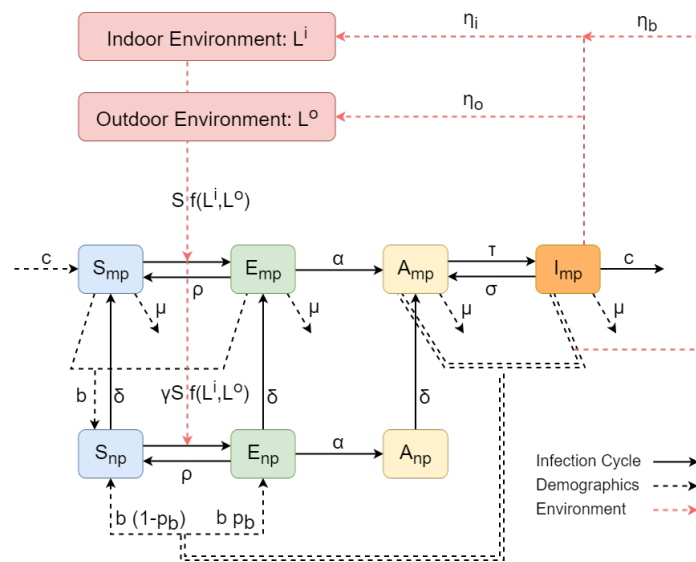 Indoor Environment: Lⁱ
ηᵢ
η_b
Outdoor Environment: Lᵒ
ηₒ
S f(Lⁱ,Lᵒ)
c
S_mp
ρ
E_mp
α
A_mp
τ
σ
I_mp
c
μ
μ
μ
μ
b
δ
γS f(Lⁱ,Lᵒ)
δ
δ
S_np
ρ
E_np
α
A_np
b (1-p_b)
b p_b
Infection Cycle
Demographics
Environment